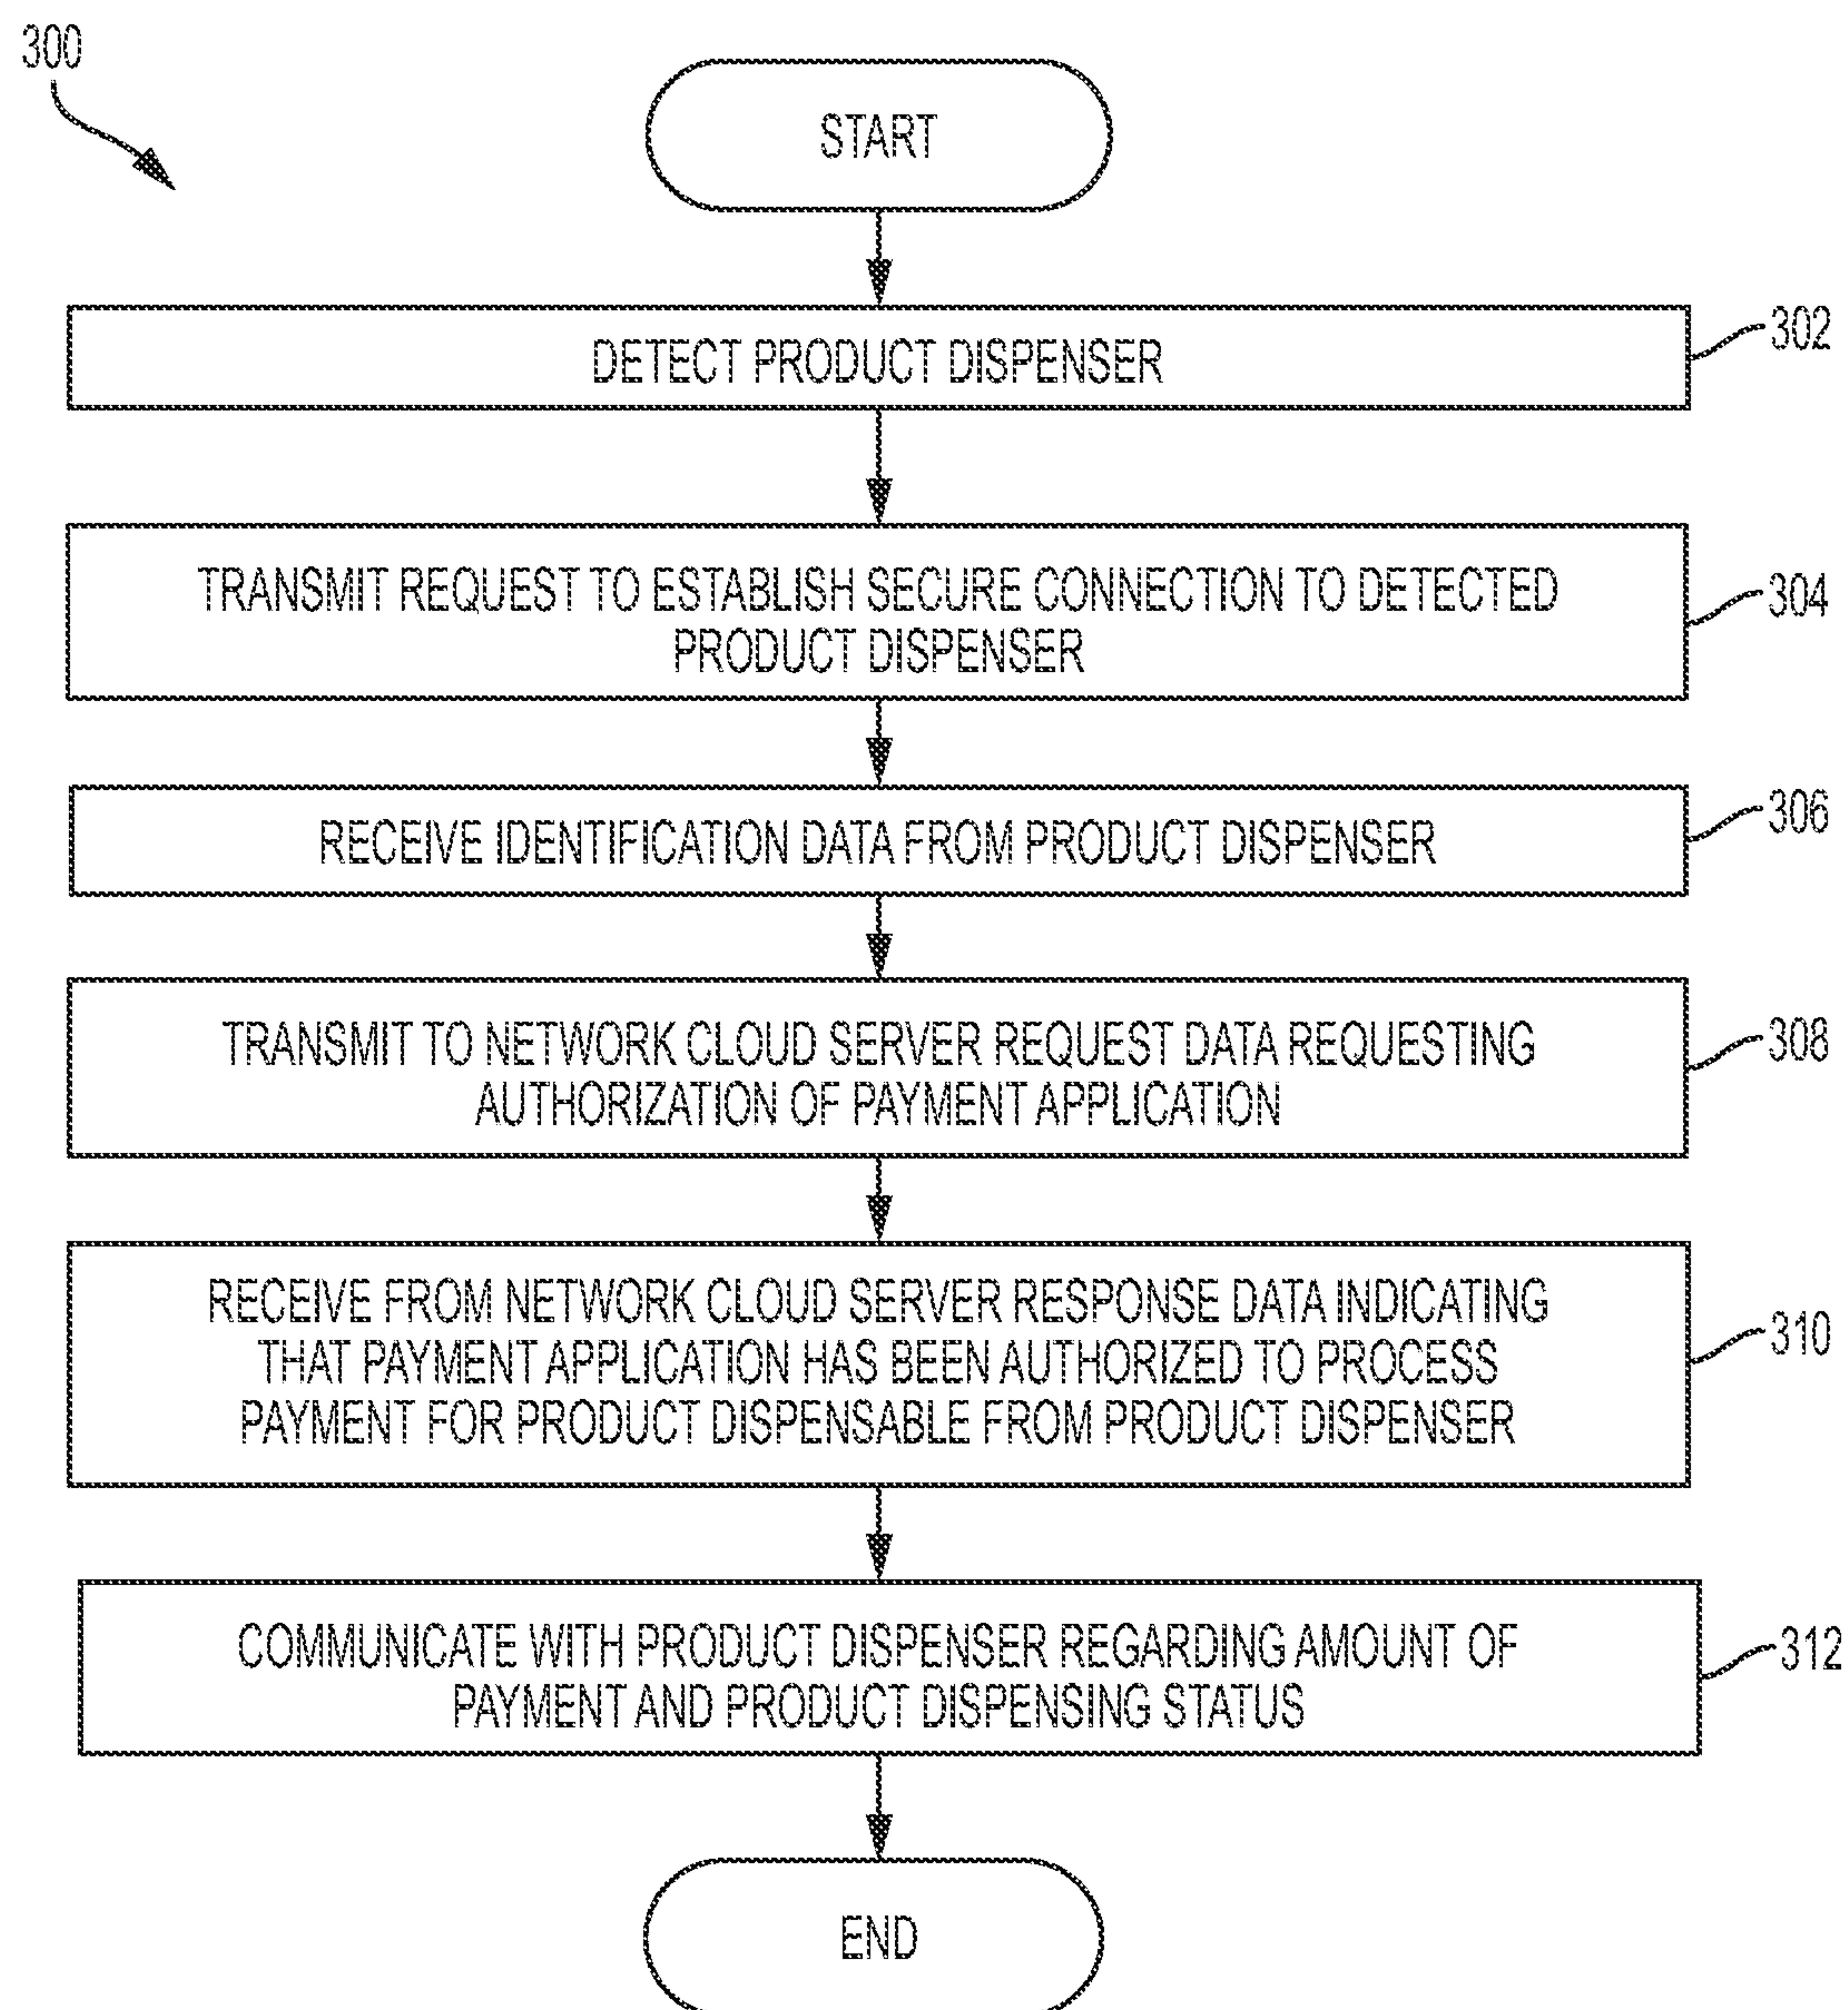 300
START
DETECT PRODUCT DISPENSER
302
TRANSMIT REQUEST TO ESTABLISH SECURE CONNECTION TO DETECTED
PRODUCT DISPENSER
304
RECEIVE IDENTIFICATION DATA FROM PRODUCT DISPENSER
306
TRANSMIT TO NETWORK CLOUD SERVER REQUEST DATA REQUESTING
AUTHORIZATION OF PAYMENT APPLICATION
308
RECEIVE FROM NETWORK CLOUD SERVER RESPONSE DATA INDICATING
THAT PAYMENT APPLICATION HAS BEEN AUTHORIZED TO PROCESS
PAYMENT FOR PRODUCT DISPENSABLE FROM PRODUCT DISPENSER
310
COMMUNICATE WITH PRODUCT DISPENSER REGARDING AMOUNT OF
PAYMENT AND PRODUCT DISPENSING STATUS
312
END